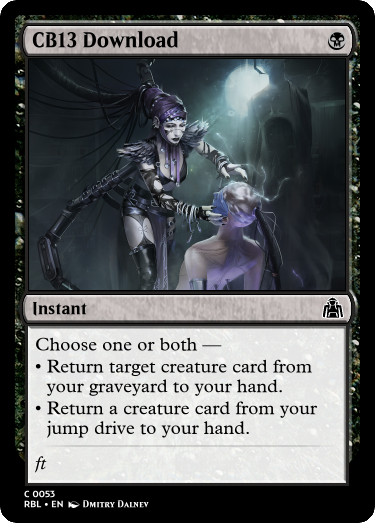 CB13 Download
Instant
Choose one or both —
• Return target creature card from
your graveyard to your hand.
• Return a creature card from your
jump drive to your hand.
ft
C 0053
RBL • EN Dmitry Dalnev